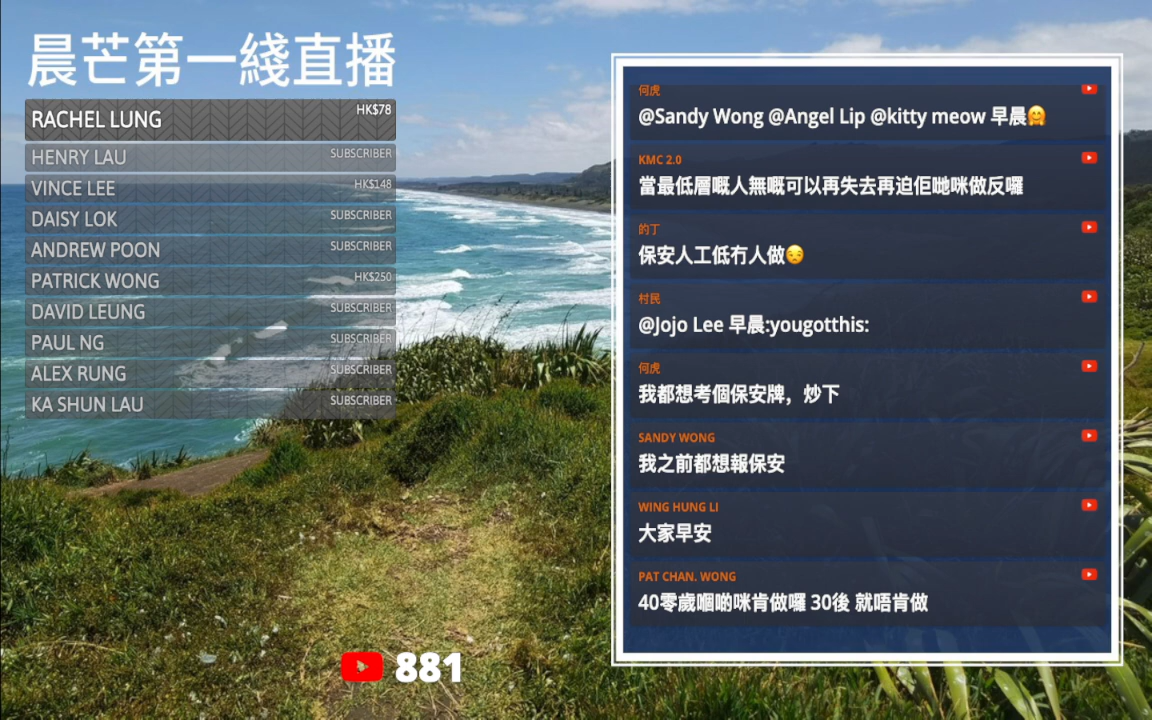 晨芒第一綫直播
RACHEL LUNG HK$78
HENRY LAU SUBSCRIBER
VINCE LEE HK$148
DAISY LOK SUBSCRIBER
ANDREW POON SUBSCRIBER
PATRICK WONG HK$250
DAVID LEUNG SUBSCRIBER
PAUL NG SUBSCRIBER
ALEX RUNG SUBSCRIBER
KA SHUN LAU SUBSCRIBER
881
何虎
@Sandy Wong @Angel Lip @kitty meow 早晨🤗
KMC 2.0
當最低層嘅人無嘅可以再失去再迫佢哋咪做反囉
的丁
保安人工低冇人做😒
村民
@Jojo Lee 早晨:yougotthis:
何虎
我都想考個保安牌，炒下
SANDY WONG
我之前都想報保安
WING HUNG LI
大家早安
PAT CHAN. WONG
40零歲嗰啲咪肯做囉 30後 就唔肯做